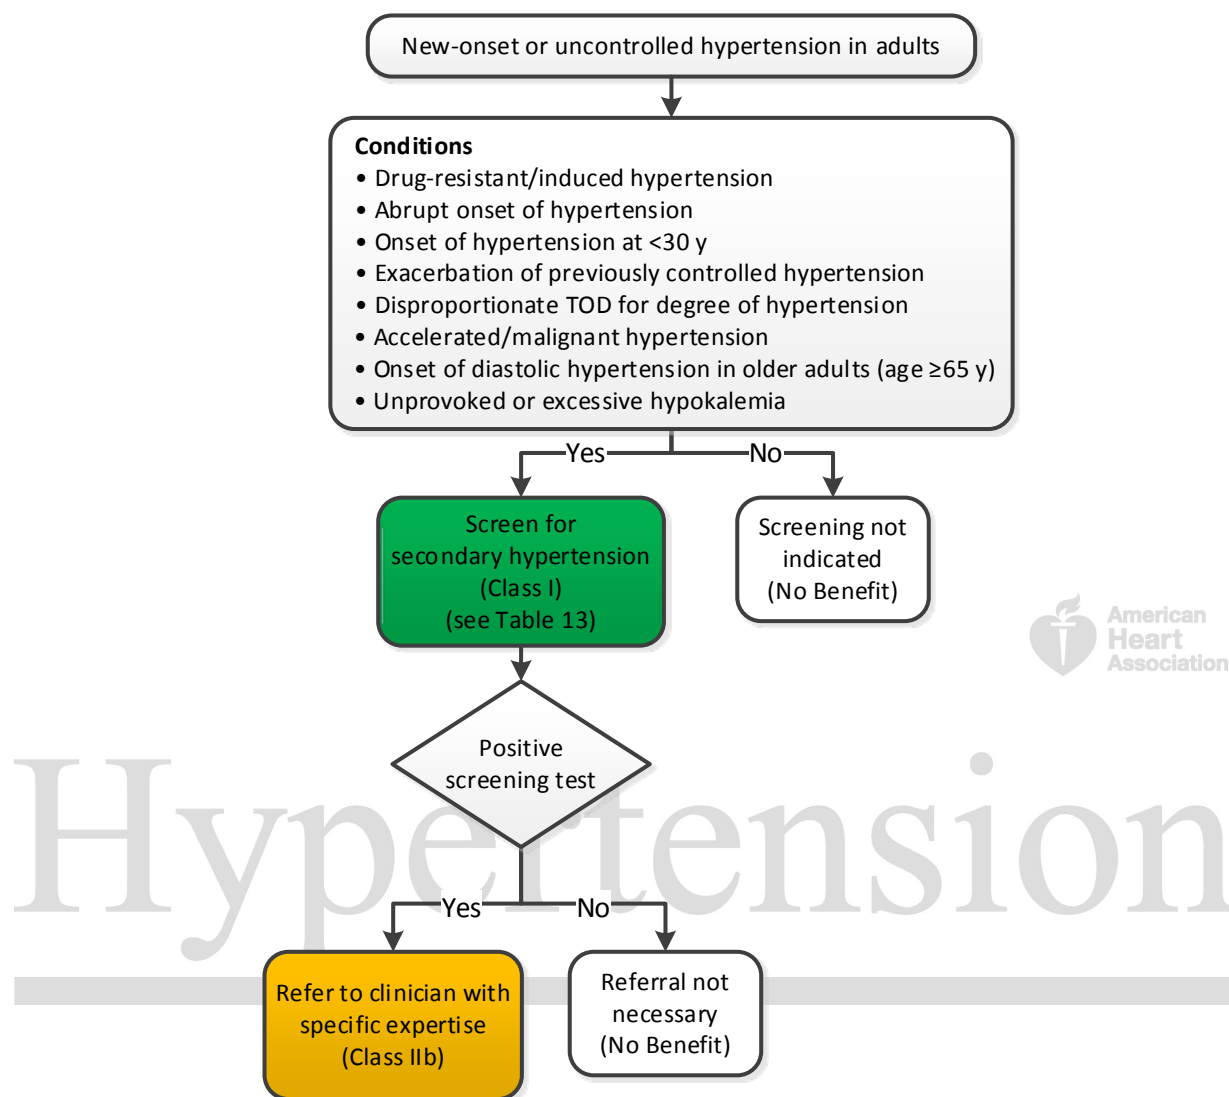 New-onset or uncontrolled hypertension in adults
Conditions
• Drug-resistant/induced hypertension
• Abrupt onset of hypertension
• Onset of hypertension at <30 y
• Exacerbation of previously controlled hypertension
• Disproportionate TOD for degree of hypertension
• Accelerated/malignant hypertension
• Onset of diastolic hypertension in older adults (age ≥65 y)
• Unprovoked or excessive hypokalemia
Yes
No
Screen for
secondary hypertension
(Class I)
(see Table 13)
Screening not
indicated
(No Benefit)
American
Heart
Association
Positive
screening test
Hypertension
Yes
No
Refer to clinician with
specific expertise
(Class IIb)
Referral not
necessary
(No Benefit)